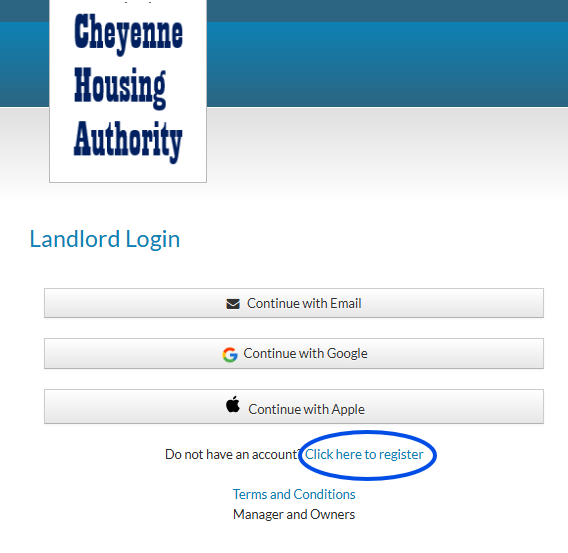 Cheyenne
Housing
Authority
Landlord Login
Continue with Email
Continue with Google
Continue with Apple
Do not have an account? Click here to register
Terms and Conditions
Manager and Owners